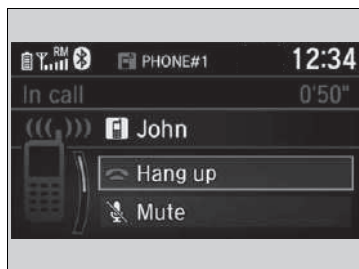 RM PHONE#1 12:34
In call 0'50"
John
Hang up
Mute